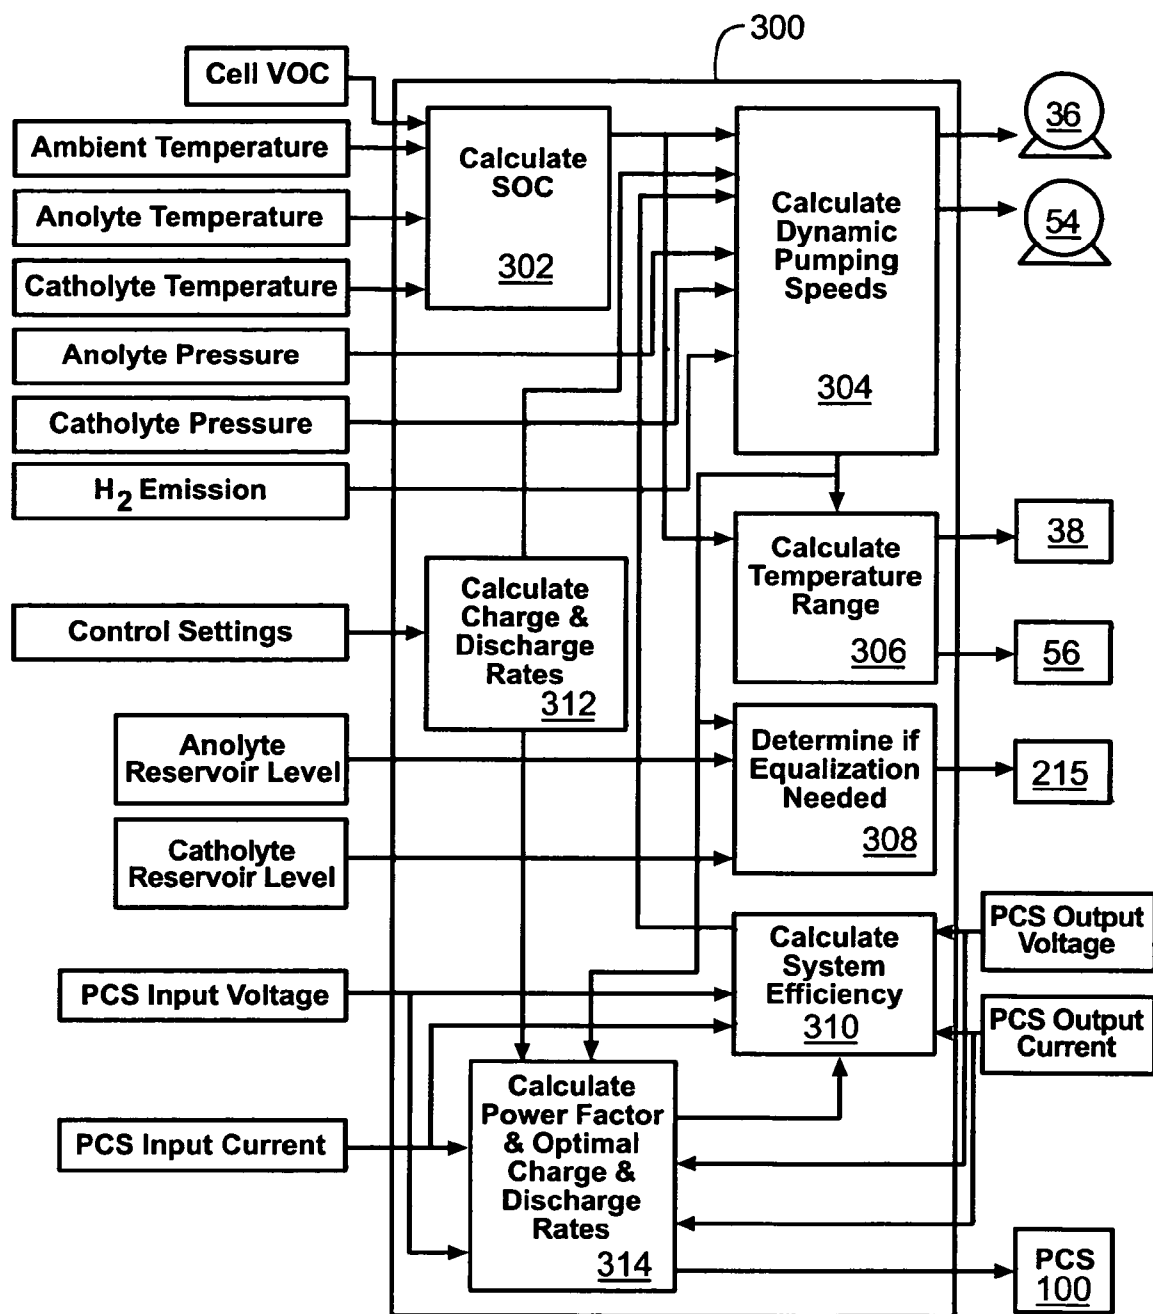 300
Cell VOC
Ambient Temperature
Anolyte Temperature
Catholyte Temperature
Anolyte Pressure
Catholyte Pressure
H2 Emission
Control Settings
Anolyte
Reservoir Level
Catholyte
Reservoir Level
PCS Input Voltage
PCS Input Current
Calculate
SOC
302
Calculate
Charge &
Discharge
Rates
312
Calculate
Power Factor
& Optimal
Charge &
Discharge
Rates
314
Calculate
Dynamic
Pumping
Speeds
304
Calculate
Temperature
Range
306
Determine if
Equalization
Needed
308
Calculate
System
Efficiency
310
36
54
38
56
215
PCS Output
Voltage
PCS Output
Current
PCS
100